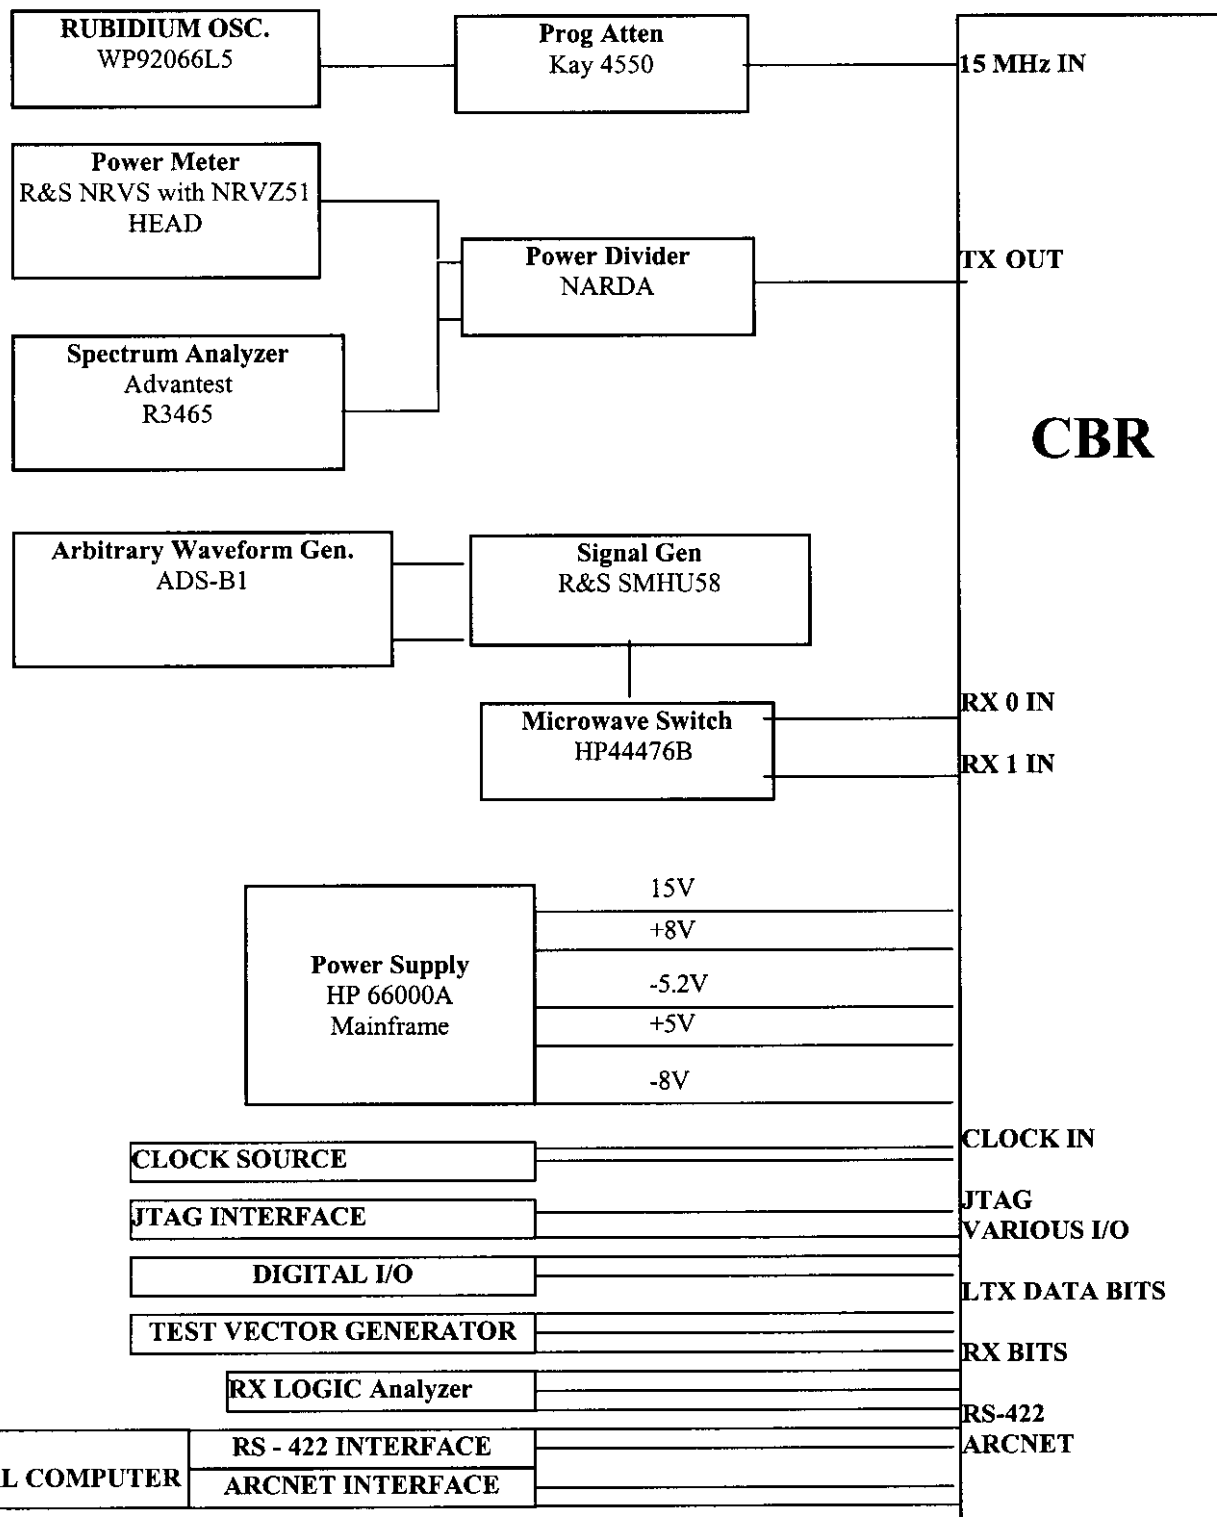 RUBIDIUM OSC.
WP92066L5
Prog Atten
Kay 4550
15 MHz IN
Power Meter
R&S NRVS with NRVZ51
HEAD
Power Divider
NARDA
TX OUT
Spectrum Analyzer
Advantest
R3465
CBR
Arbitrary Waveform Gen.
ADS-B1
Signal Gen
R&S SMHU58
Microwave Switch
HP44476B
RX 0 IN
RX 1 IN
Power Supply
HP 66000A
Mainframe
15V
+8V
-5.2V
+5V
-8V
CLOCK SOURCE
CLOCK IN
JTAG INTERFACE
JTAG
VARIOUS I/O
DIGITAL I/O
LTX DATA BITS
TEST VECTOR GENERATOR
RX BITS
RX LOGIC Analyzer
RS-422
RS - 422 INTERFACE
ARCNET
L COMPUTER
ARCNET INTERFACE